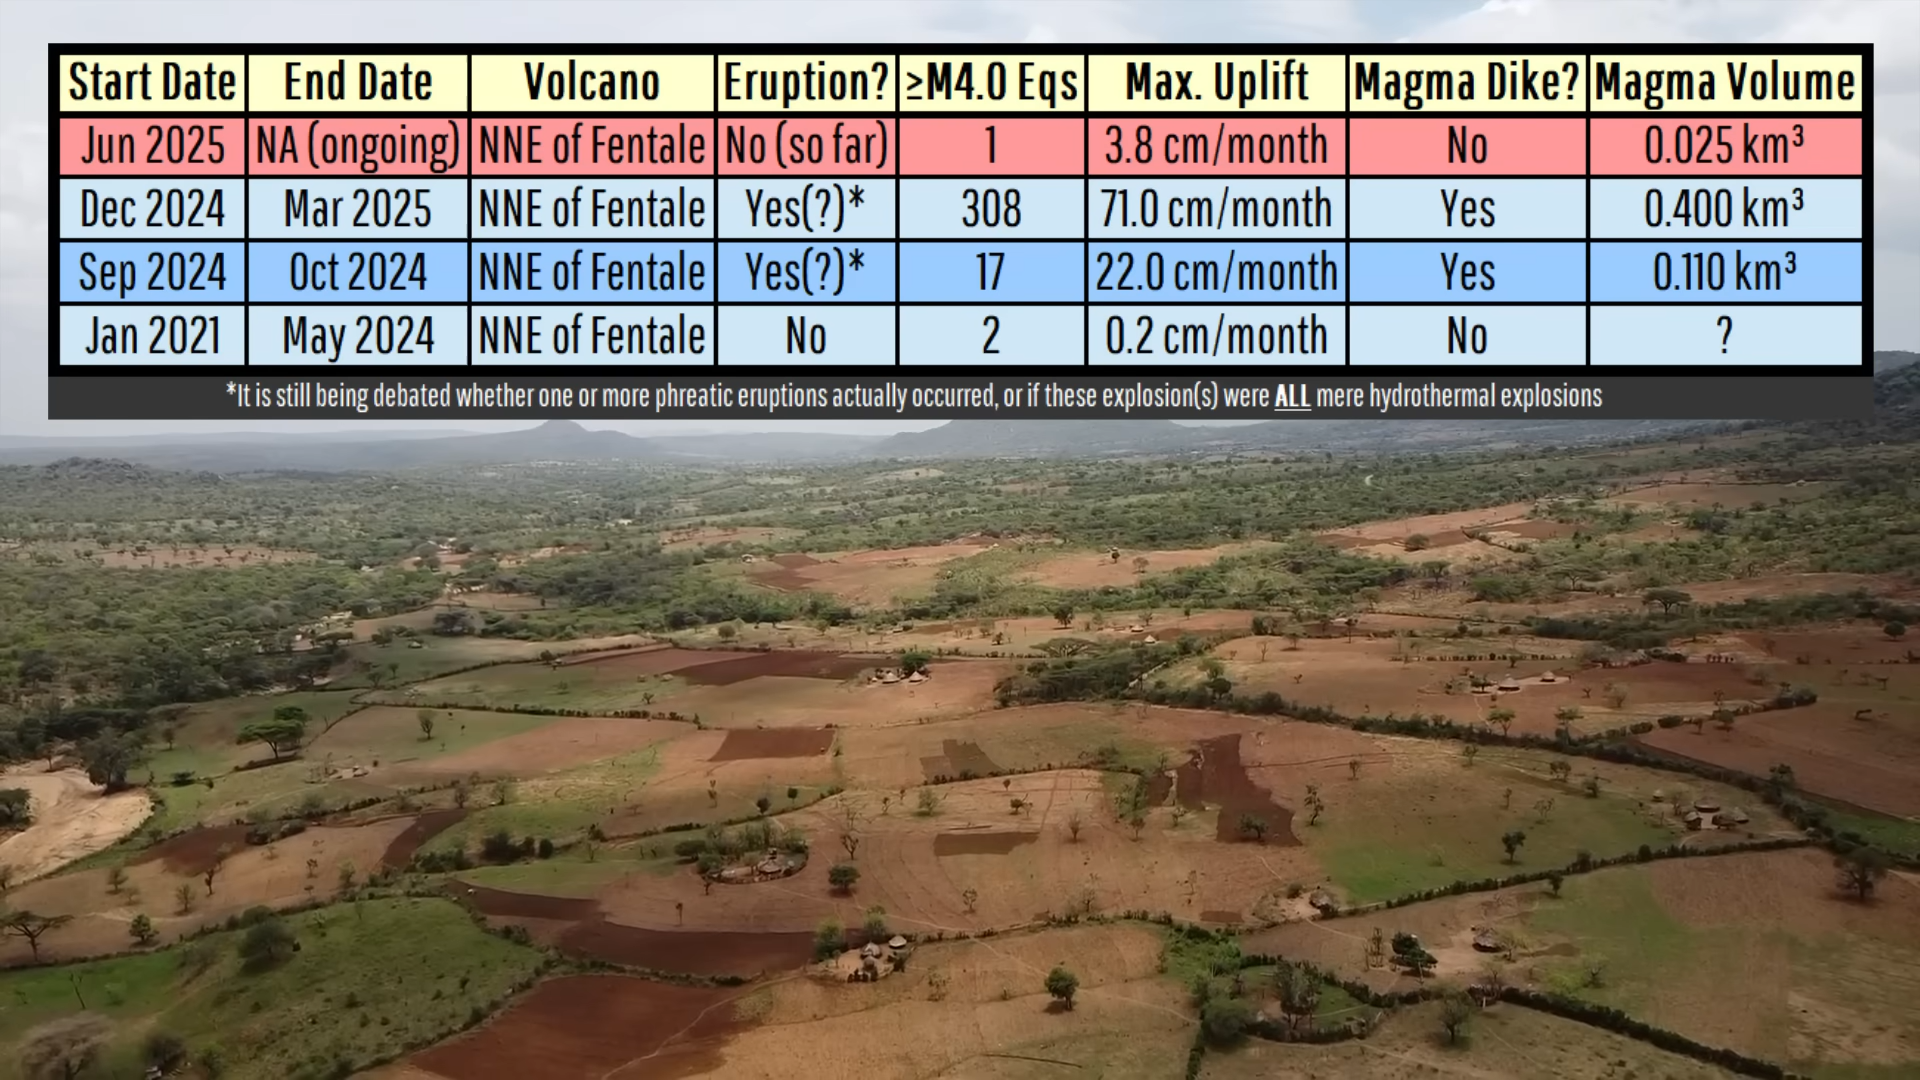 Start Date End Date Volcano Eruption? ≥M4.0 Eqs Max. Uplift Magma Dike? Magma Volume
Jun 2025 NA (ongoing) NNE of Fentale No (so far) 1 3.8 cm/month No 0.025 km³
Dec 2024 Mar 2025 NNE of Fentale Yes(?)* 308 71.0 cm/month Yes 0.400 km³
Sep 2024 Oct 2024 NNE of Fentale Yes(?)* 17 22.0 cm/month Yes 0.110 km³
Jan 2021 May 2024 NNE of Fentale No 2 0.2 cm/month No ?
*It is still being debated whether one or more phreatic eruptions actually occurred, or if these explosion(s) were ALL mere hydrothermal explosions